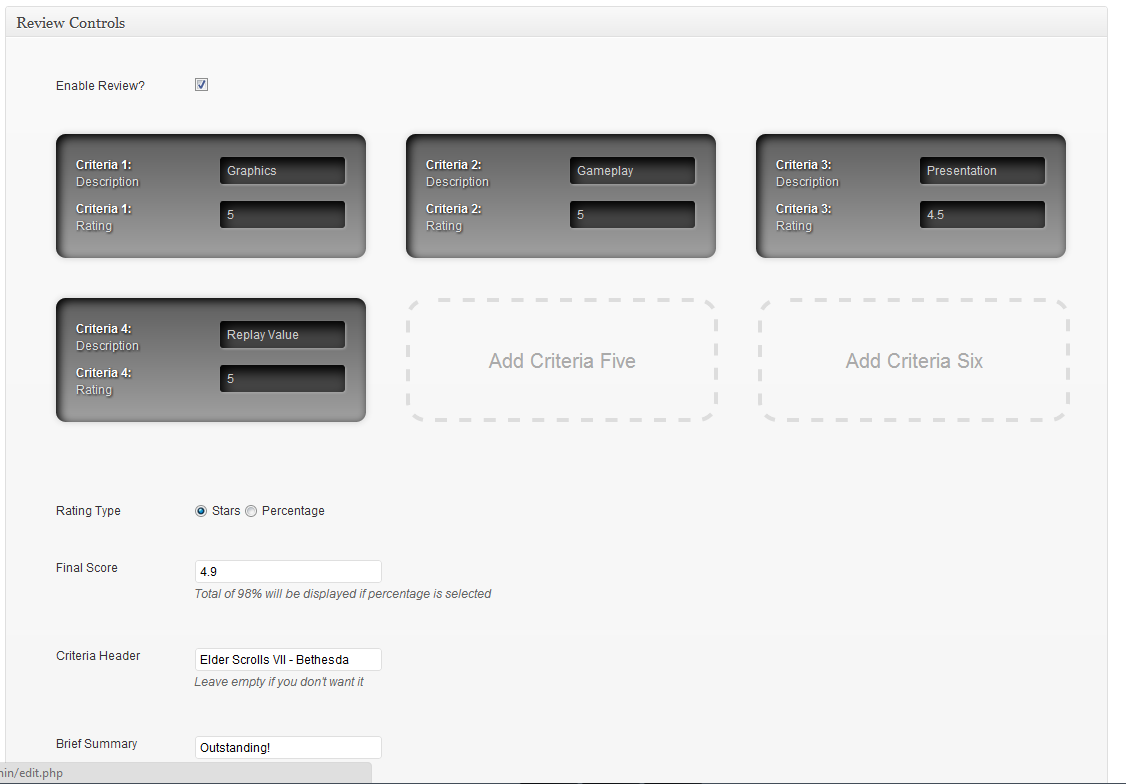 Review Controls
Enable Review?
Criteria 1:
Description
Graphics
Criteria 1:
Rating
5
Criteria 2:
Description
Gameplay
Criteria 2:
Rating
5
Criteria 3:
Description
Presentation
Criteria 3:
Rating
4.5
Criteria 4:
Description
Replay Value
Criteria 4:
Rating
5
Add Criteria Five
Add Criteria Six
Rating Type
Stars Percentage
Final Score
4.9
Total of 98% will be displayed if percentage is selected
Criteria Header
Elder Scrolls VII - Bethesda
Leave empty if you don't want it
Brief Summary
Outstanding!
min/edit.php